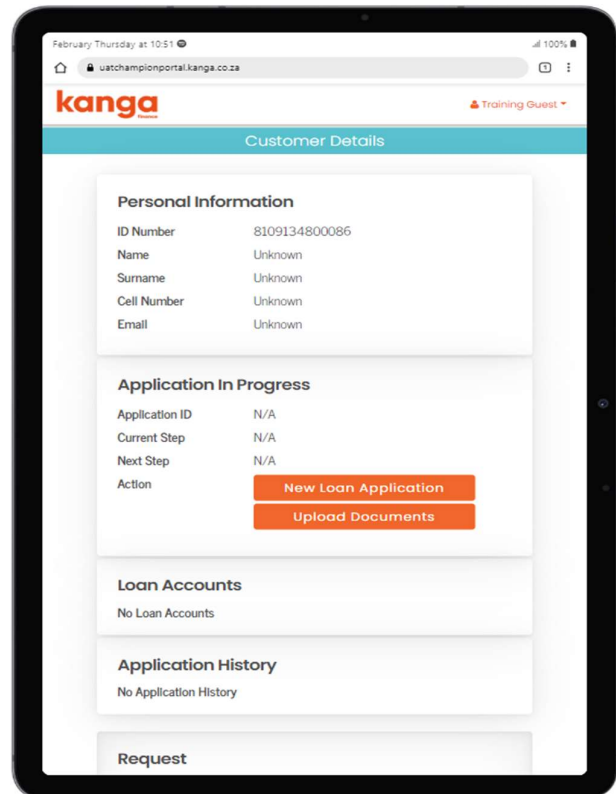 February Thursday at 10:51
100%
uatchampionportal.kanga.co.za
1
kanga
finance
Training Guest
Customer Details
Personal Information
ID Number 8109134800086
Name Unknown
Surname Unknown
Cell Number Unknown
Email Unknown
Application In Progress
Application ID N/A
Current Step N/A
Next Step N/A
Action New Loan Application
Upload Documents
Loan Accounts
No Loan Accounts
Application History
No Application History
Request